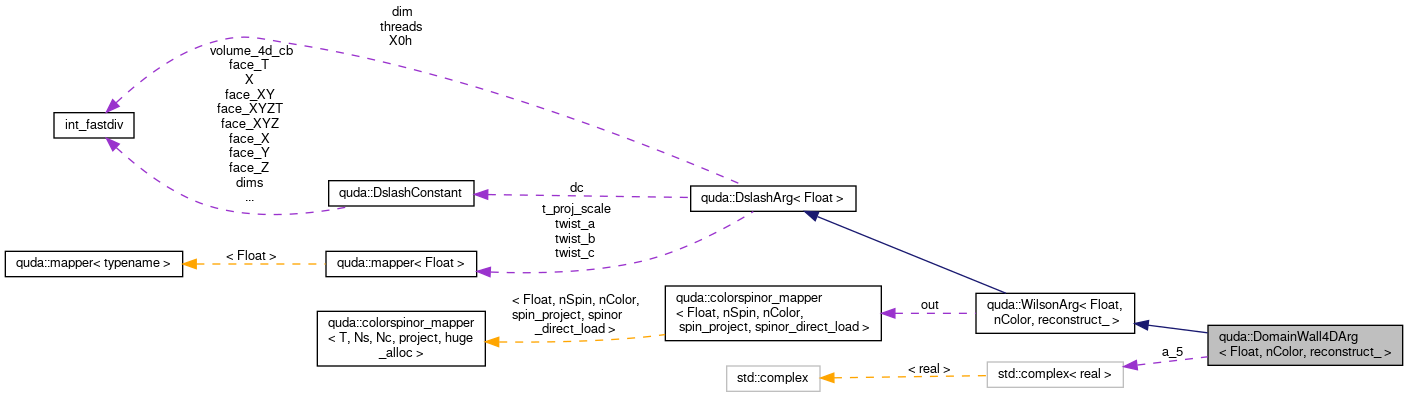 dim
threads
X0h
volume_4d_cb
face_T
X
face_XY
face_XYZT
face_XYZ
face_X
face_Y
face_Z
dims
...
int_fastdiv
quda::DslashConstant
dc
quda::DslashArg< Float >
t_proj_scale
twist_a
twist_b
twist_c
quda::mapper< typename >
< Float >
quda::mapper< Float >
quda::colorspinor_mapper
< T, Ns, Nc, project, huge
_alloc >
< Float, nSpin, nColor,
spin_project, spinor
_direct_load >
quda::colorspinor_mapper
< Float, nSpin, nColor,
spin_project, spinor_direct_load >
out
quda::WilsonArg< Float,
nColor, reconstruct_ >
quda::DomainWall4DArg
< Float, nColor, reconstruct_ >
a_5
std::complex
< real >
std::complex< real >